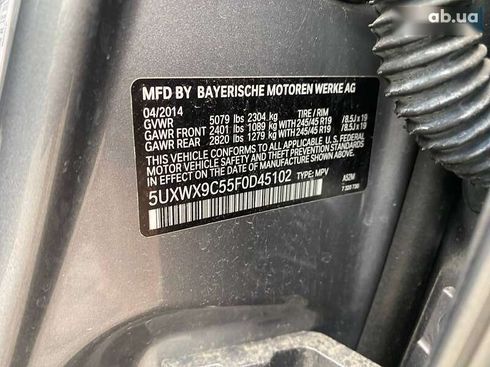 ab.ua
MFD BY BAYERISCHE MOTOREN WERKE AG
04/2014 TIRE / RIM
GVWR 5079 lbs 2304 kg
GAWR FRONT 2401 lbs 1089 kg WITH 245/45 R19 /8.5J x 19
GAWR REAR 2820 lbs 1279 kg WITH 245/45 R19 /8.5J x 19
THIS VEHICLE CONFORMS TO ALL APPLICABLE U.S. FEDERAL
MOTOR VEHICLE SAFETY STANDARDS IN
EFFECT ON THE DATE OF MANUFACTURE SHOWN ABOVE.
5UXWX9C55F0D45102 TYPE: MPV